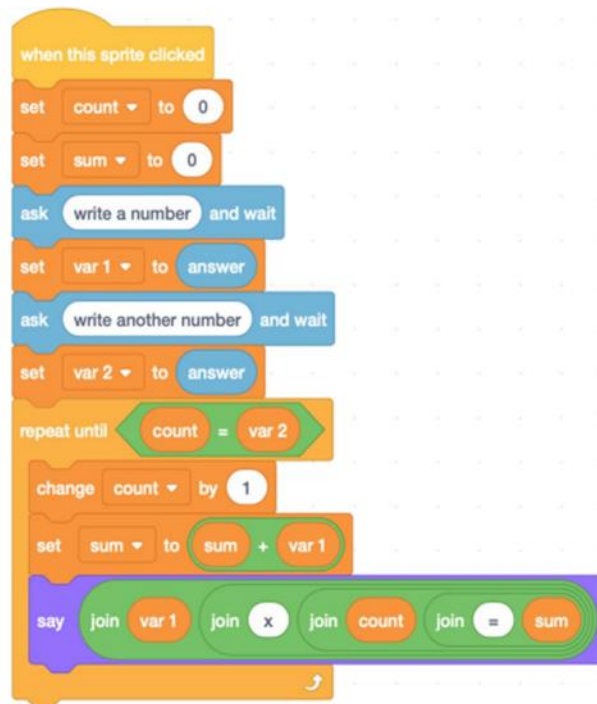 when this sprite clicked
set count to 0
set sum to 0
ask write a number and wait
set var 1 to answer
ask write another number and wait
set var 2 to answer
repeat until count = var 2
change count by 1
set sum to sum + var 1
say join var 1 join x join count join = sum